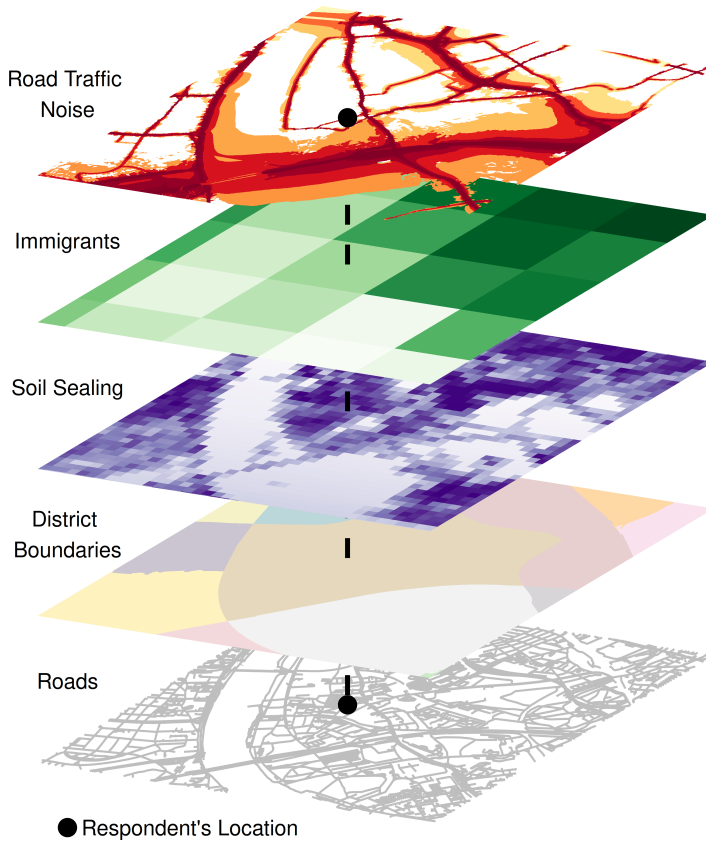 Road Traffic
Noise
Immigrants
Soil Sealing
District
Boundaries
Roads
Respondent's Location